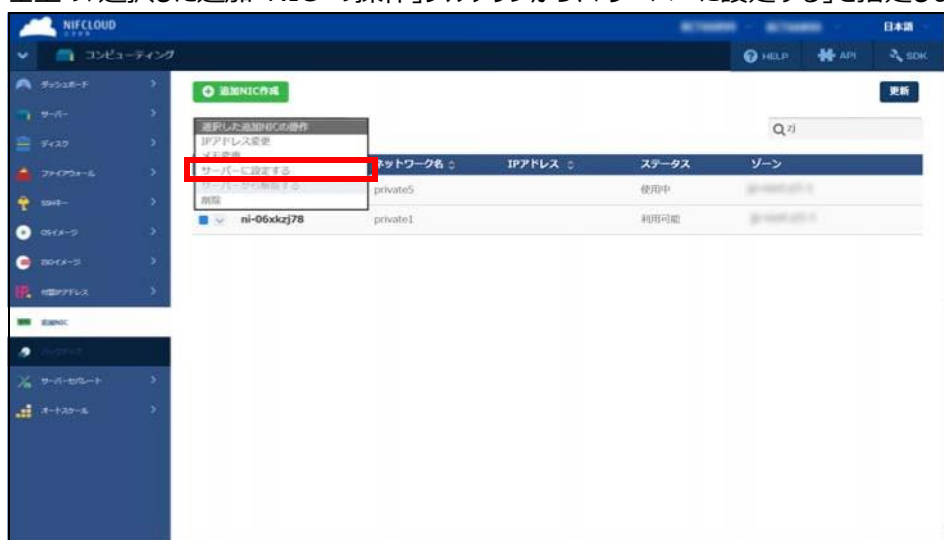 NIFCLOUD
日本語
コンピューティング
HELP
API
SDK
ダッシュボード
サーバー
ディスク
ファイアウォール
SSHキー
OSイメージ
ISOイメージ
付替IPアドレス
追加NIC
バックアップ
サーバーセパレート
オートスケール
追加NIC作成
更新
選択した追加NICの操作
IPアドレス変更
メモ変更
サーバーに設定する
サーバーから解除する
削除
zj
ネットワーク名 IPアドレス ステータス ゾーン
private5 使用中
ni-06xkzj78 private1 利用可能